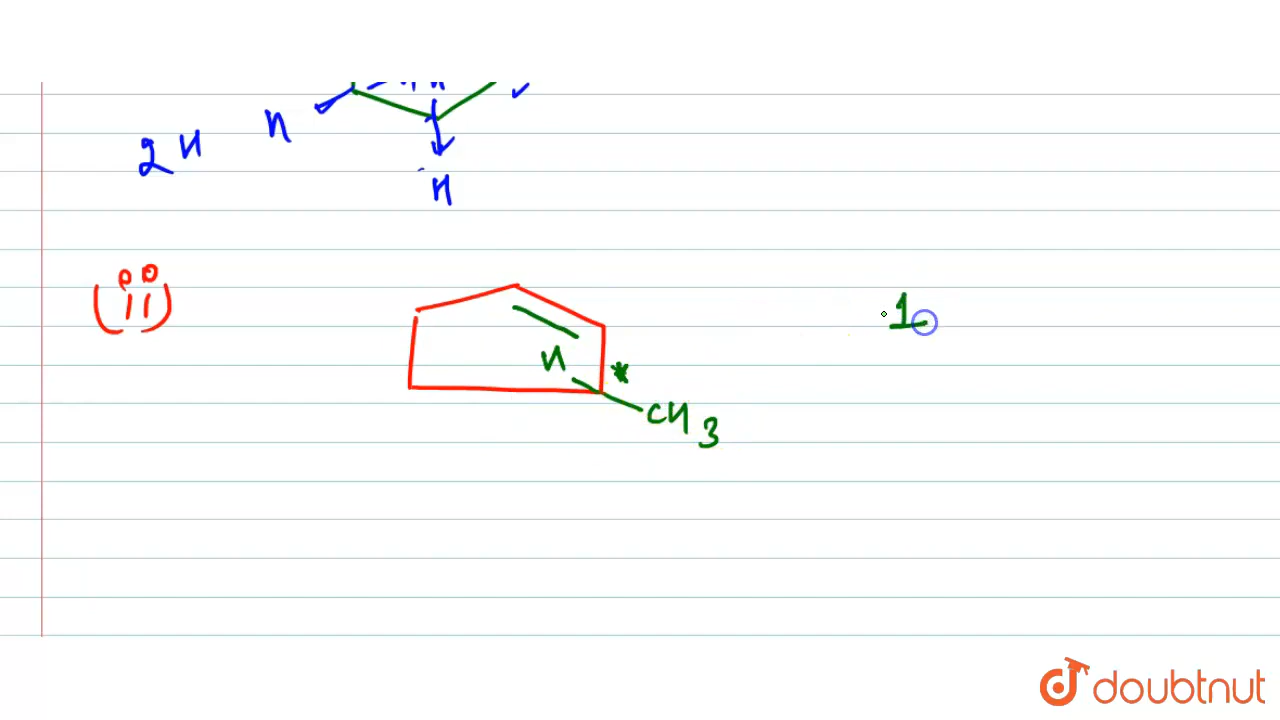 H
2H
H
(ii)
1
H *
CH3
doubtnut